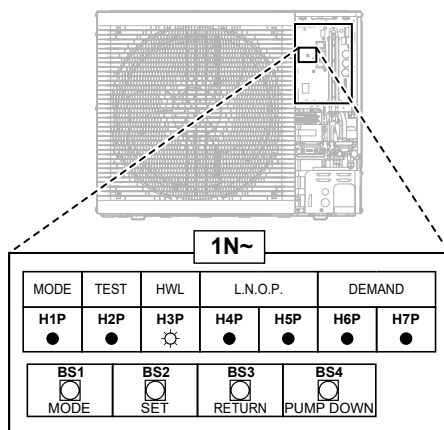 1N~
MODE TEST HWL L.N.O.P. DEMAND
H1P H2P H3P H4P H5P H6P H7P
BS1 BS2 BS3 BS4
MODE SET RETURN PUMP DOWN